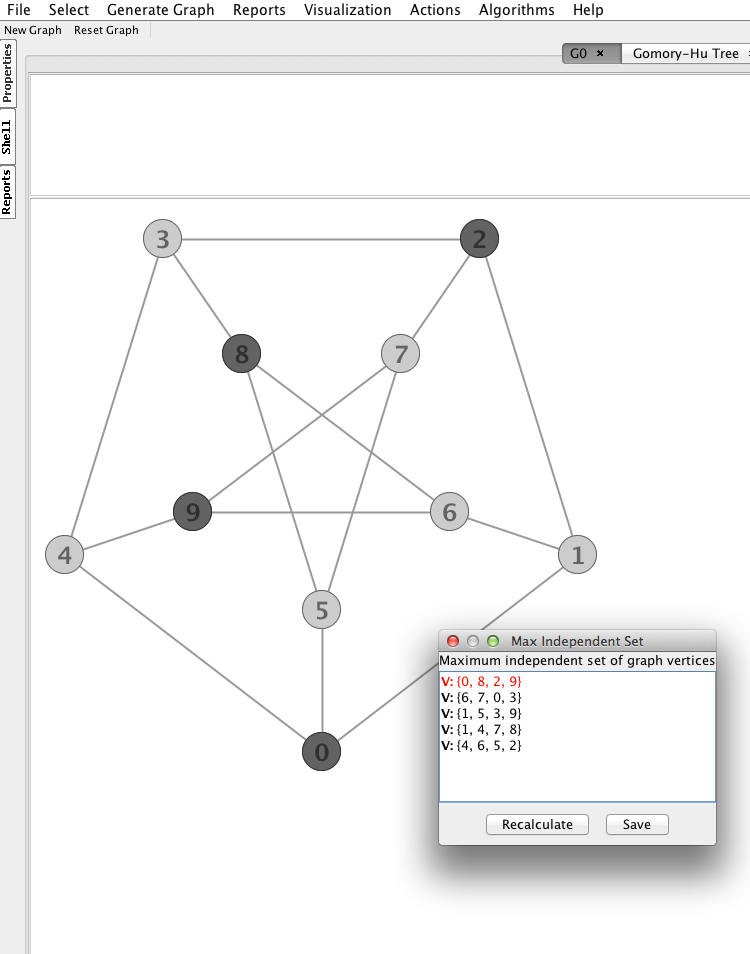 File Select Generate Graph Reports Visualization Actions Algorithms Help
New Graph Reset Graph
G0 × Gomory-Hu Tree
Properties
Shell
Reports
3
2
8
7
9
6
4
1
5
0
Max Independent Set
Maximum independent set of graph vertices
V: {0, 8, 2, 9}
V: {6, 7, 0, 3}
V: {1, 5, 3, 9}
V: {1, 4, 7, 8}
V: {4, 6, 5, 2}
Recalculate Save